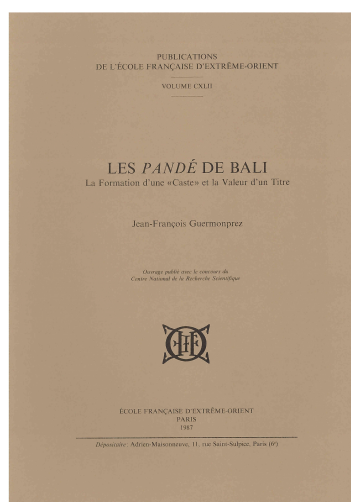 PUBLICATIONS
DE L'ÉCOLE FRANÇAISE D'EXTRÊME-ORIENT
VOLUME CXLII
LES PANDÉ DE BALI
La Formation d'une «Caste» et la Valeur d'un Titre
Jean-François Guermonprez
Ouvrage publié avec le concours du
Centre National de la Recherche Scientifique
ÉCOLE FRANÇAISE D'EXTRÊME-ORIENT
PARIS
1987
Dépositaire: Adrien-Maisonneuve, 11, rue Saint-Sulpice, Paris (6e)